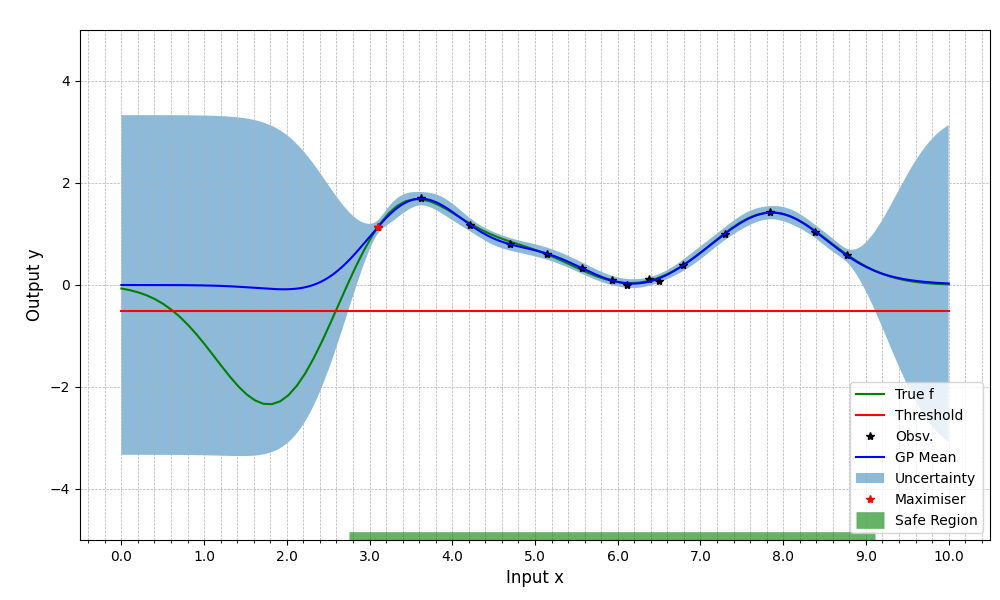 4
2
0
−2
−4
Output y
0.0 1.0 2.0 3.0 4.0 5.0 6.0 7.0 8.0 9.0 10.0
Input x
True f
Threshold
Obsv.
GP Mean
Uncertainty
Maximiser
Safe Region